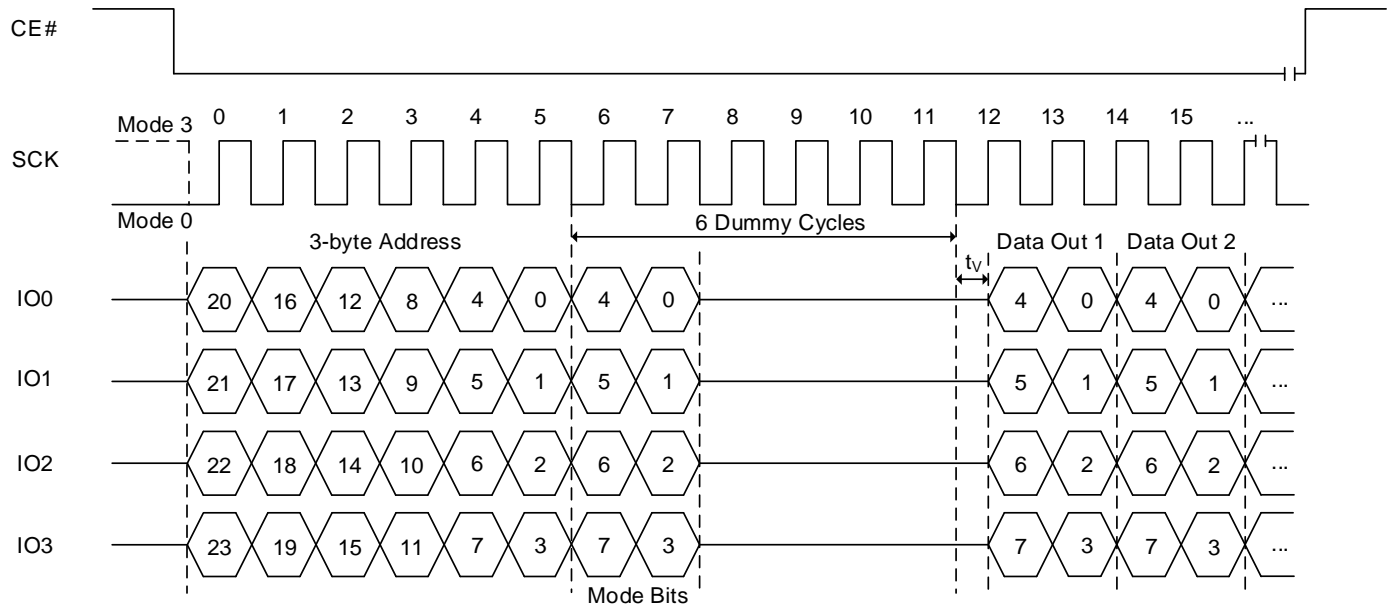 CE#
0 1 2 3 4 5 6 7 8 9 10 11 12 13 14 15 ...
Mode 3
SCK
Mode 0
6 Dummy Cycles
3-byte Address
Data Out 1 Data Out 2
tV
IO0 20 16 12 8 4 0 4 0 4 0 4 0 ...
IO1 21 17 13 9 5 1 5 1 5 1 5 1 ...
IO2 22 18 14 10 6 2 6 2 6 2 6 2 ...
IO3 23 19 15 11 7 3 7 3 7 3 7 3 ...
Mode Bits